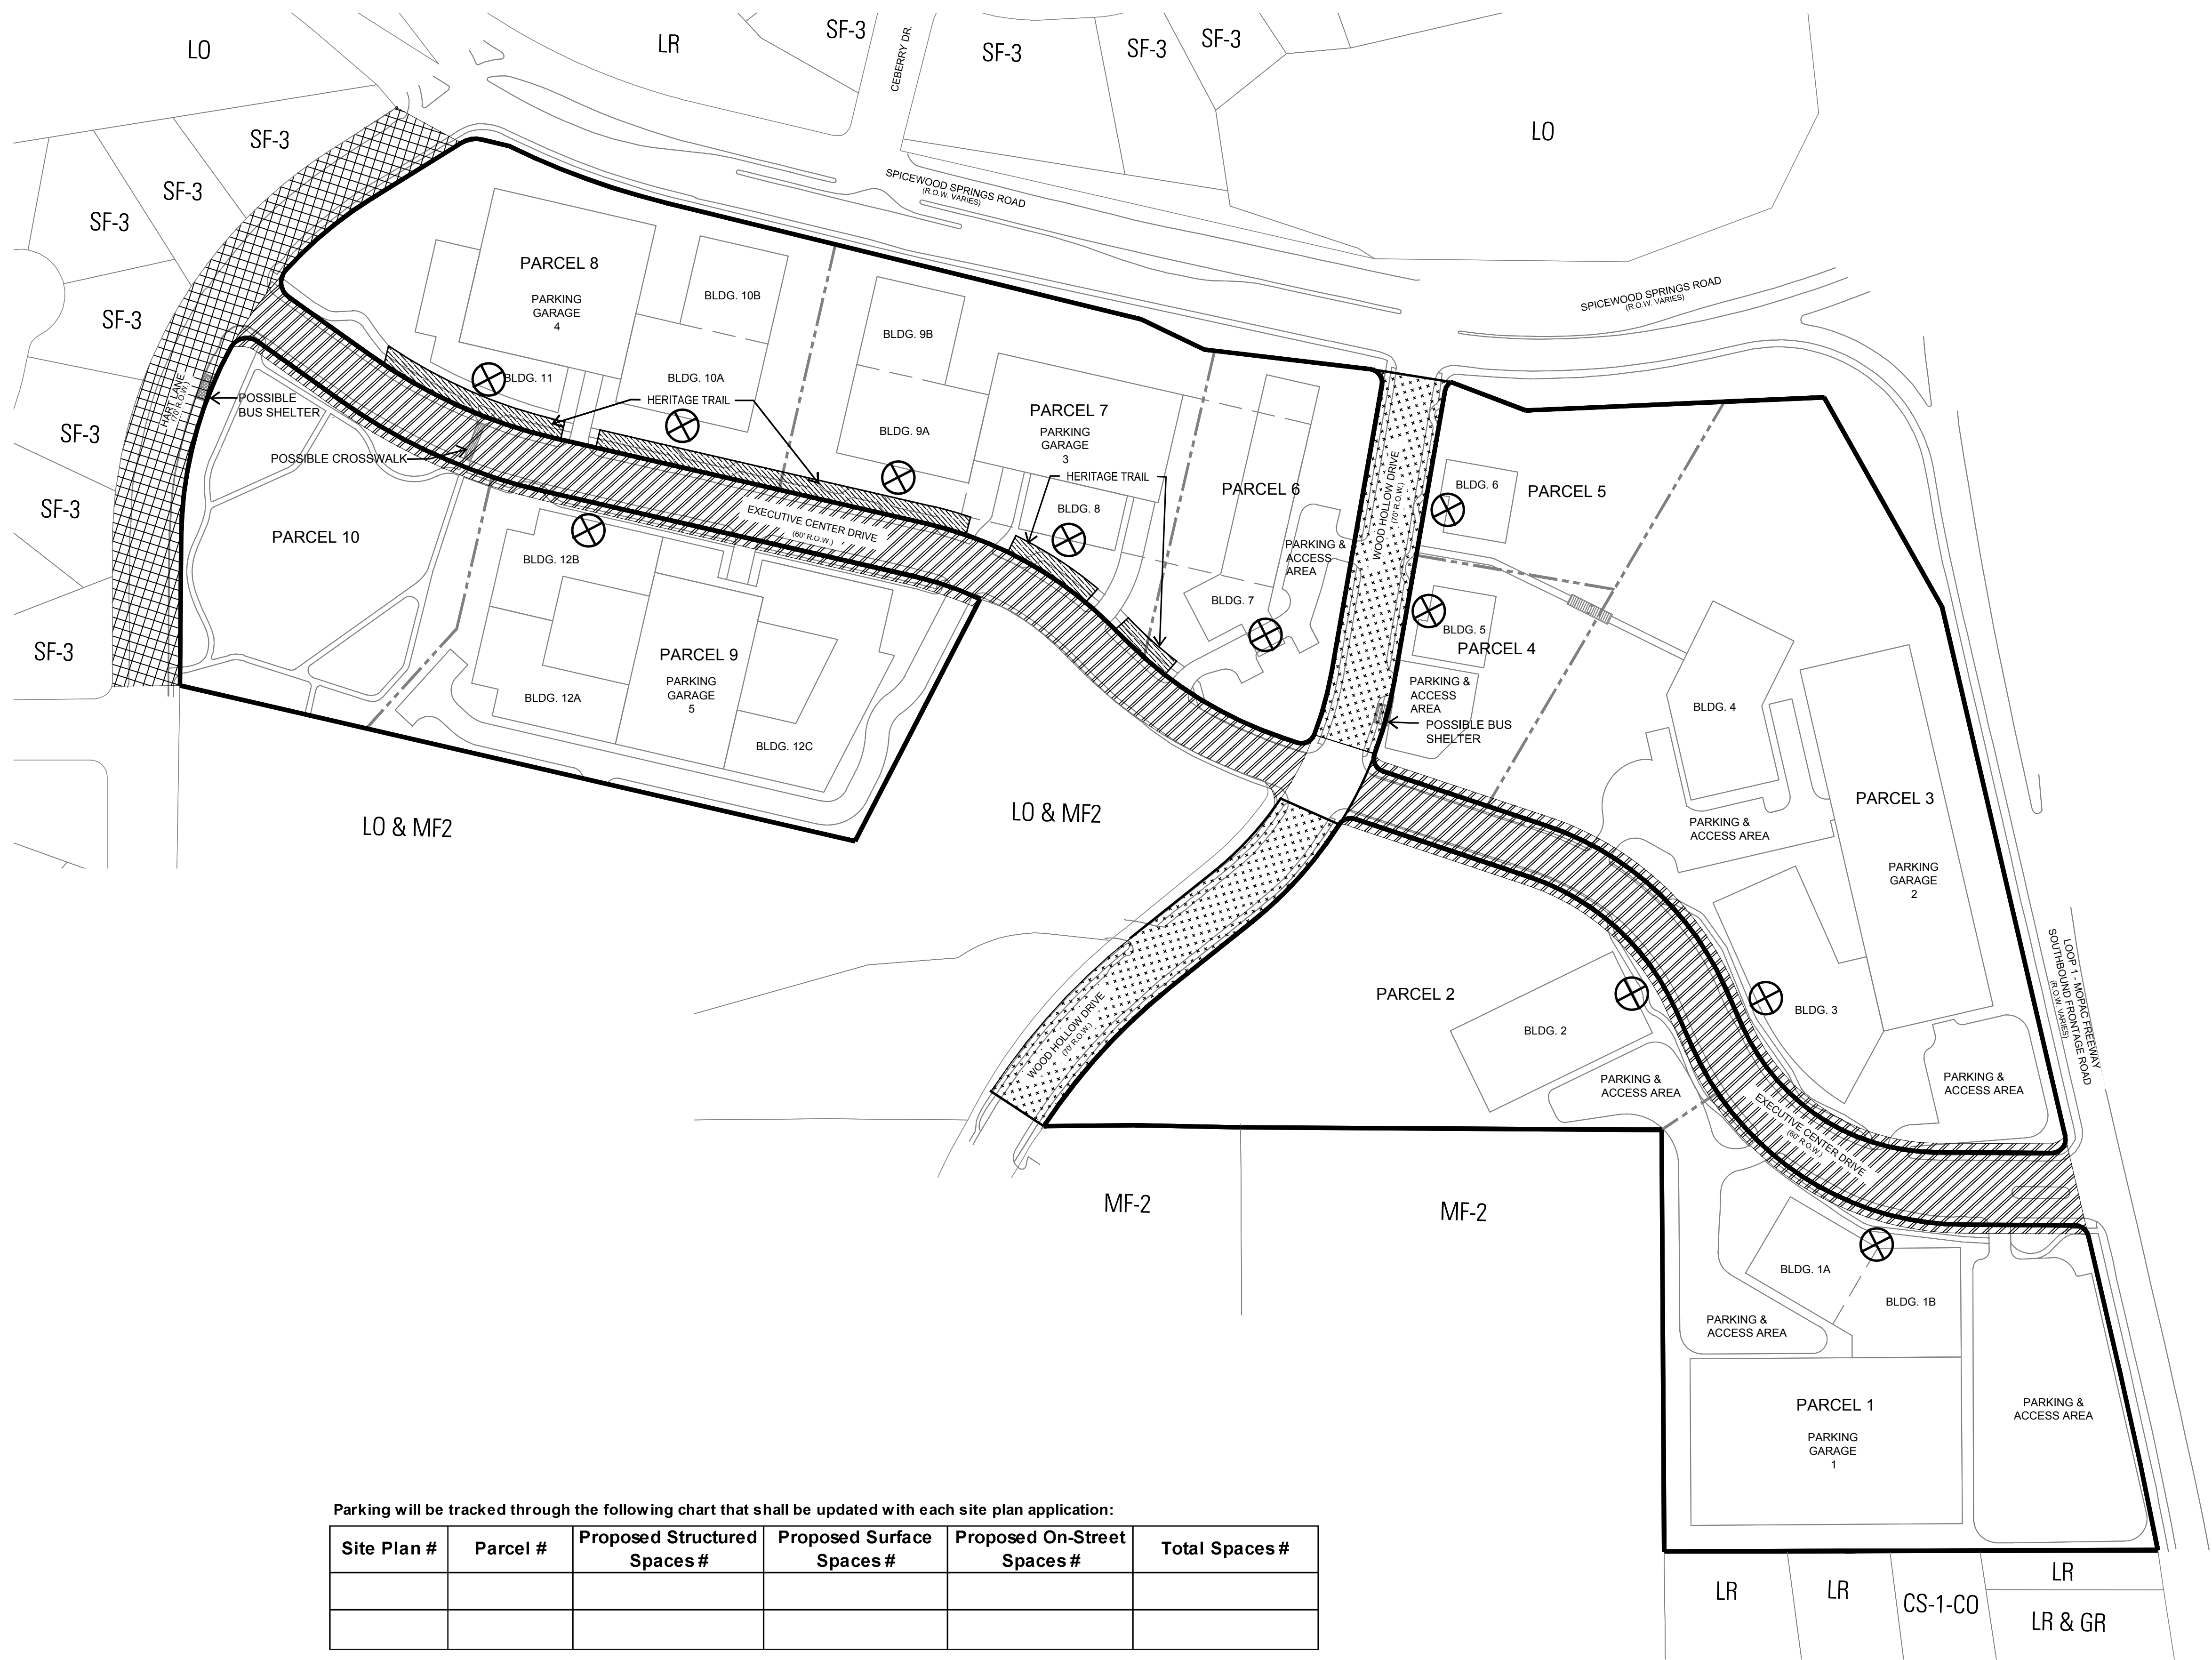 LO
LR
SF-3
CEBERRY DR.
SF-3
SF-3
SF-3
LO
SF-3
SF-3
SF-3
SF-3
SF-3
SF-3
SF-3
SPICEWOOD SPRINGS ROAD
(R.O.W. VARIES)
SPICEWOOD SPRINGS ROAD
(R.O.W. VARIES)
PARCEL 8
PARKING
GARAGE
4
BLDG. 10B
BLDG. 11
BLDG. 10A
HERITAGE TRAIL
BLDG. 9B
BLDG. 9A
PARCEL 7
PARKING
GARAGE
3
HERITAGE TRAIL
BLDG. 8
PARCEL 6
PARKING &
ACCESS
AREA
BLDG. 7
HART LANE
(70' R.O.W.)
POSSIBLE
BUS SHELTER
POSSIBLE CROSSWALK
EXECUTIVE CENTER DRIVE
(60' R.O.W.)
PARCEL 10
BLDG. 12B
PARCEL 9
PARKING
GARAGE
5
BLDG. 12A
BLDG. 12C
WOOD HOLLOW DRIVE
(70' R.O.W.)
BLDG. 6
PARCEL 5
BLDG. 5
PARCEL 4
PARKING &
ACCESS
AREA
POSSIBLE BUS
SHELTER
BLDG. 4
PARKING &
ACCESS AREA
PARCEL 3
PARKING
GARAGE
2
LO & MF2
LO & MF2
LOOP 1 - MOPAC FREEWAY
SOUTHBOUND FRONTAGE ROAD
(R.O.W. VARIES)
PARCEL 2
BLDG. 2
BLDG. 3
PARKING &
ACCESS AREA
PARKING &
ACCESS AREA
WOOD HOLLOW DRIVE
(70' R.O.W.)
EXECUTIVE CENTER DRIVE
(60' R.O.W.)
MF-2
MF-2
BLDG. 1A
BLDG. 1B
PARKING &
ACCESS AREA
PARCEL 1
PARKING
GARAGE
1
PARKING &
ACCESS AREA
LR
LR
CS-1-CO
LR
LR & GR
Parking will be tracked through the following chart that shall be updated with each site plan application:
Site Plan # Parcel # Proposed Structured Spaces # Proposed Surface Spaces # Proposed On-Street Spaces # Total Spaces #